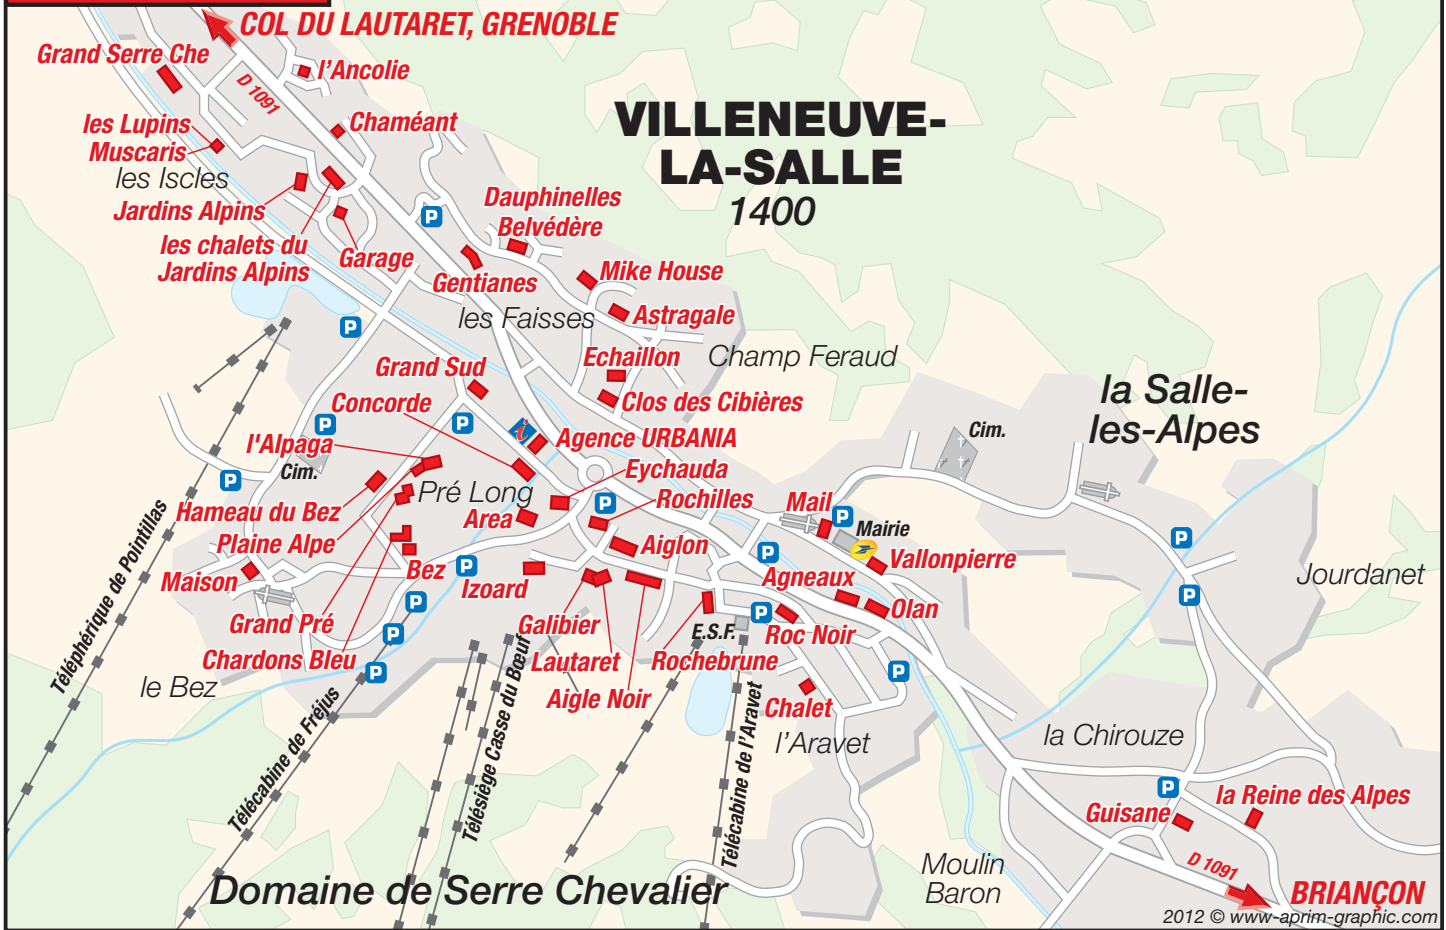 COL DU LAUTARET, GRENOBLE
Grand Serre Che
l'Ancolie
D 1091
Chaméant
les Lupins
Muscaris
les Iscles
Jardins Alpins
les chalets du
Jardins Alpins
Garage
VILLENEUVE-
LA-SALLE
1400
P
Dauphinelles
Belvédère
Gentianes
Mike House
les Faisses
Astragale
P
Champ Feraud
Echaillon
Grand Sud
Clos des Cibières
Concorde
la Salle-
les-Alpes
P
P
i
Agence URBANIA
Cim.
l'Alpaga
Cim.
P
Pré Long
Eychauda
Rochilles
P
Hameau du Bez
Area
Plaine Alpe
Aiglon
Mail
P
Mairie
Vallonpierre
P
P
Maison
Bez
P
Izoard
Agneaux
Olan
Jourdanet
P
P
Grand Pré
Galibier
E.S.F.
P
Roc Noir
P
Chardons Bleu
Lautaret
Rochebrune
P
P
le Bez
Aigle Noir
Chalet
l'Aravet
la Chirouze
Téléphérique de Pointillas
Télécabine de Fréjus
Télésiège Casse du Bœuf
Télécabine de l'Aravet
P
Guisane
la Reine des Alpes
Moulin
Baron
D 1091
Domaine de Serre Chevalier
BRIANÇON
2012 © www-aprim-graphic.com